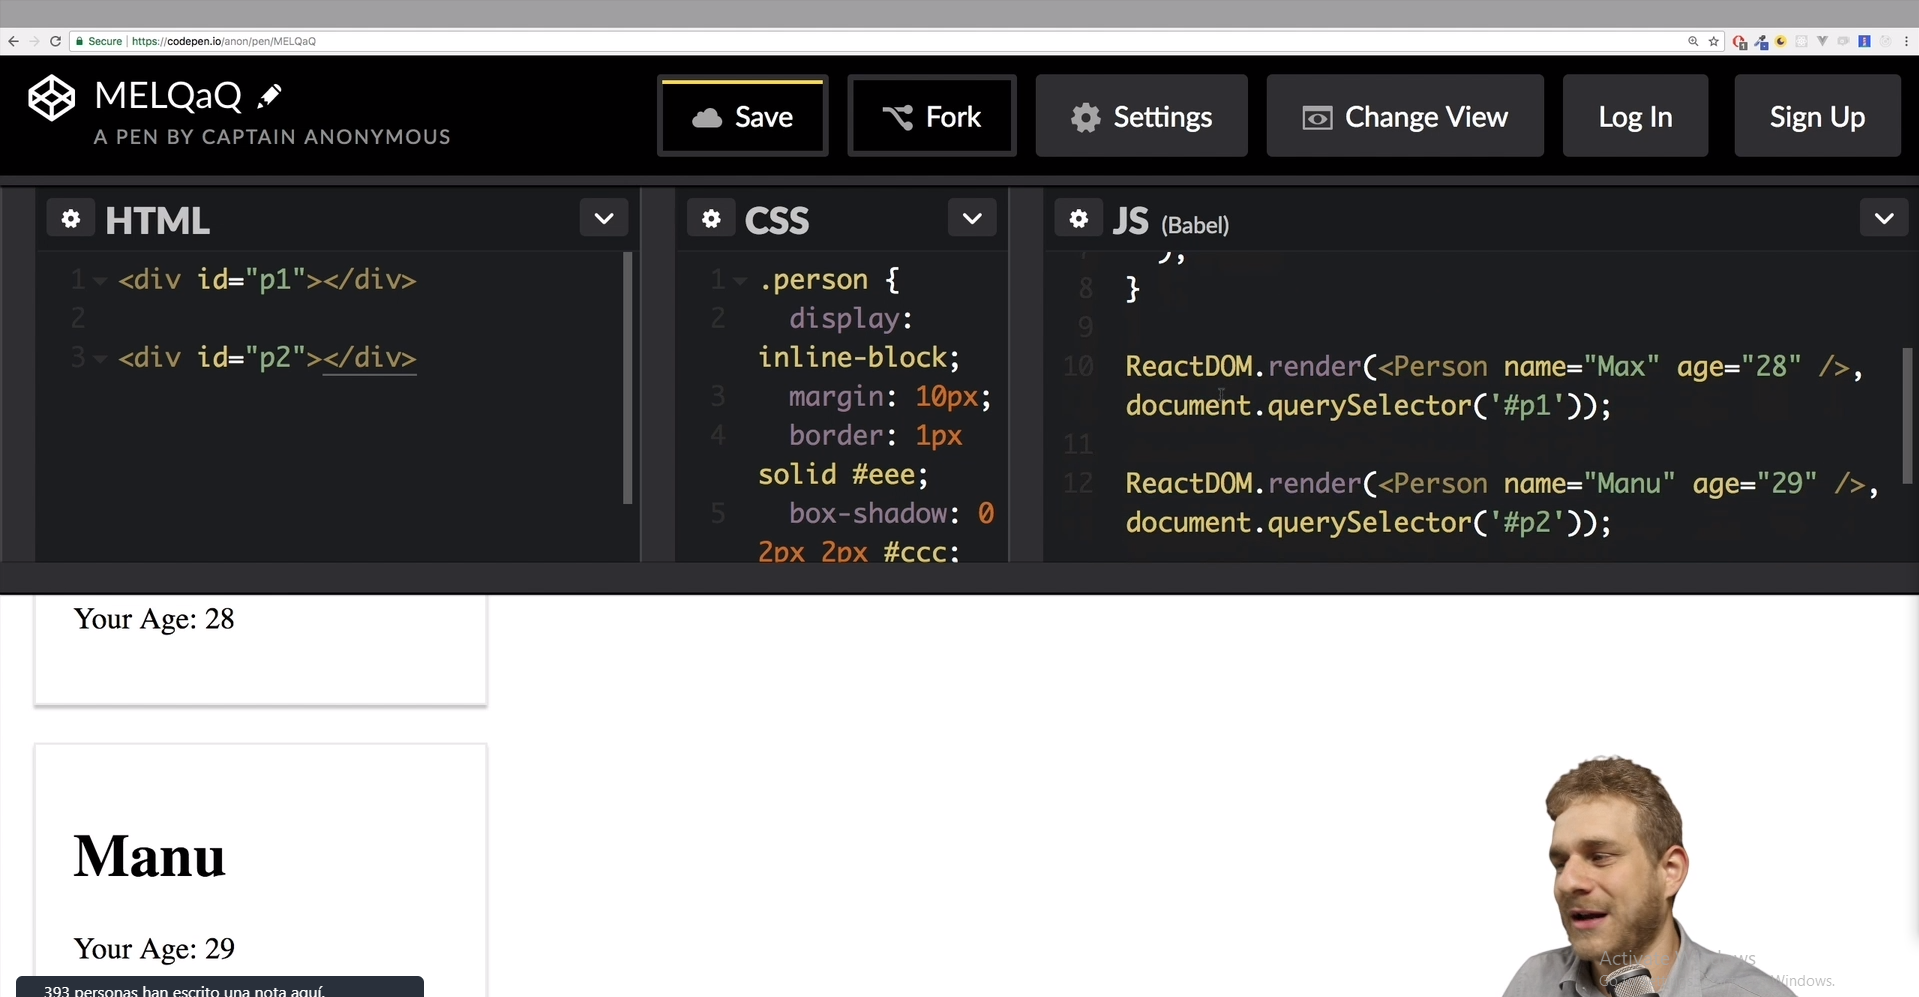 Secure | https://codepen.io/anon/pen/MELQaQ
MELQaQ
A PEN BY CAPTAIN ANONYMOUS
Save
Fork
Settings
Change View
Log In
Sign Up
HTML
1 <div id="p1"></div>
2
3 <div id="p2"></div>
CSS
1 .person {
2 display:
inline-block;
3 margin: 10px;
4 border: 1px
solid #eee;
5 box-shadow: 0
2px 2px #ccc;
JS (Babel)
7 );
8 }
9
10 ReactDOM.render(<Person name="Max" age="28" />,
document.querySelector('#p1'));
11
12 ReactDOM.render(<Person name="Manu" age="29" />,
document.querySelector('#p2'));
Your Age: 28
Manu
Your Age: 29
393 personas han escrito una nota aquí.
Windows.